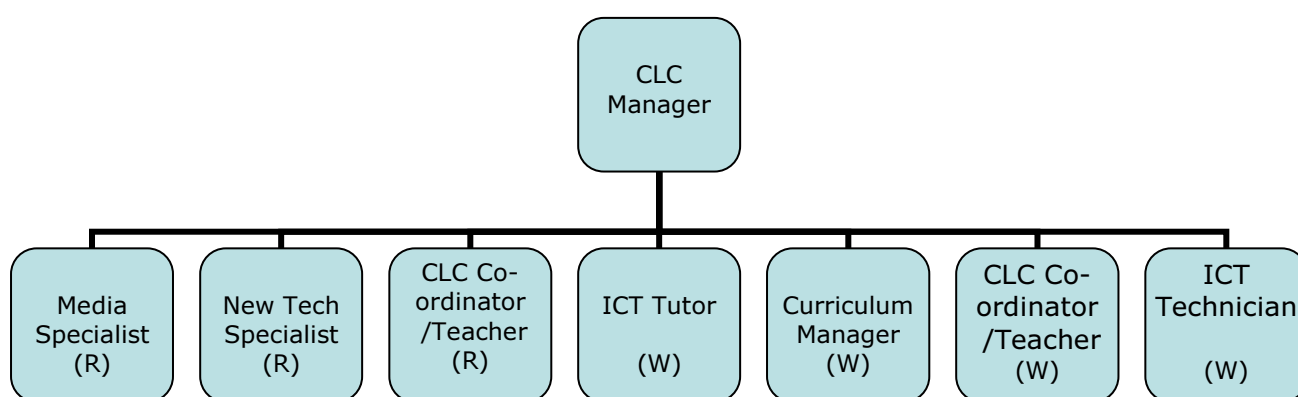 CLC
Manager
Media
Specialist
(R)
New Tech
Specialist
(R)
CLC Co-
ordinator
/Teacher
(R)
ICT Tutor
(W)
Curriculum
Manager
(W)
CLC Co-
ordinator
/Teacher
(W)
ICT
Technician
(W)